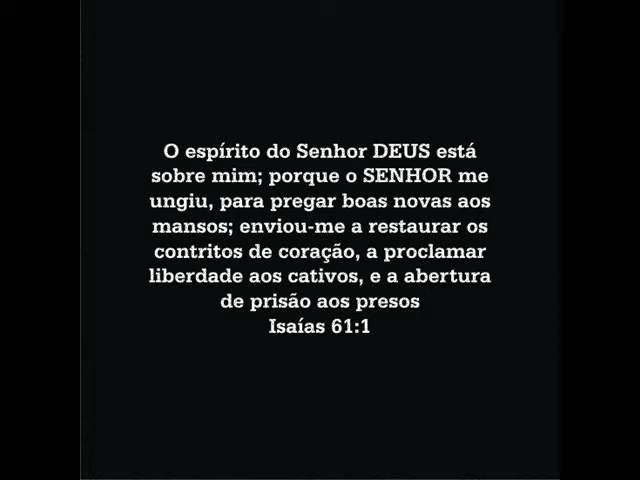 O espírito do Senhor DEUS está
sobre mim; porque o SENHOR me
ungiu, para pregar boas novas aos
mansos; enviou-me a restaurar os
contritos de coração, a proclamar
liberdade aos cativos, e a abertura
de prisão aos presos
Isaías 61:1